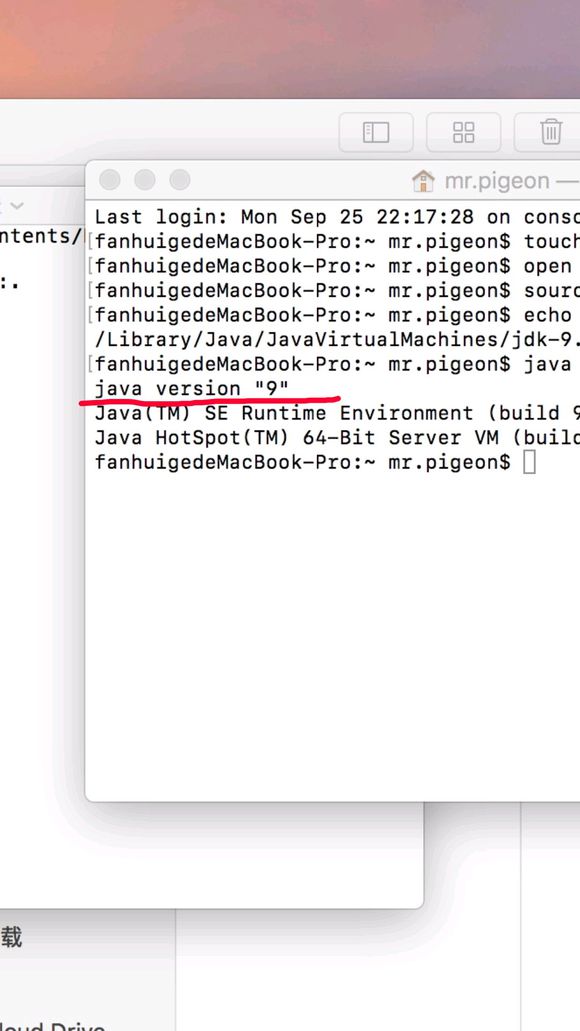 mr.pigeon —
Last login: Mon Sep 25 22:17:28 on
ntents/
[fanhuigedeMacBook-Pro:~ mr.pigeon$ touch
[fanhuigedeMacBook-Pro:~ mr.pigeon$ open
:.
[fanhuigedeMacBook-Pro:~ mr.pigeon$
[fanhuigedeMacBook-Pro:~ mr.pigeon$ echo
/Library/Java/JavaVirtualMachines/jdk-9.
[fanhuigedeMacBook-Pro:~ mr.pigeon$ java
java version "9"
Java(TM) SE Runtime Environment (build 9
Java HotSpot(TM) 64-Bit Server VM (build
fanhuigedeMacBook-Pro:~ mr.pigeon$
载
loud Drive